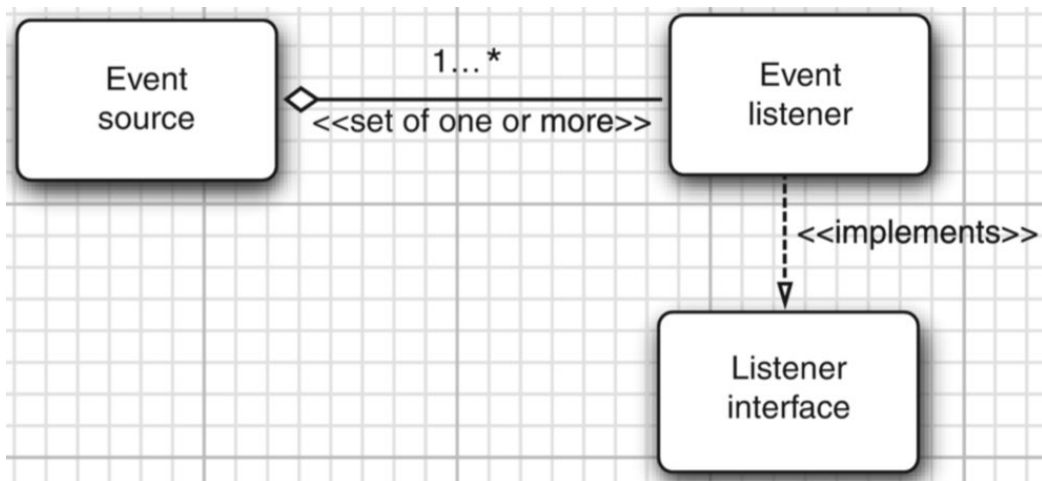 Event
source
1...*
<<set of one or more>>
Event
listener
<<implements>>
Listener
interface